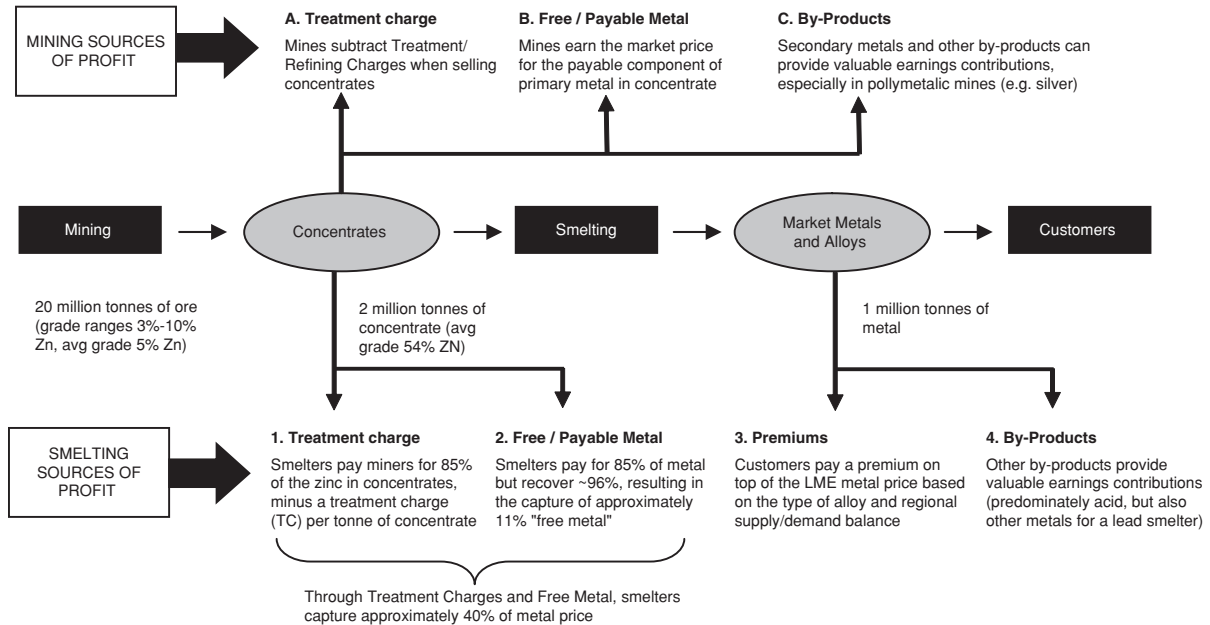 MINING SOURCES
OF PROFIT
A. Treatment charge
Mines subtract Treatment/
Refining Charges when selling
concentrates
B. Free / Payable Metal
Mines earn the market price
for the payable component of
primary metal in concentrate
C. By-Products
Secondary metals and other by-products can
provide valuable earnings contributions,
especially in pollymetalic mines (e.g. silver)
Mining
Concentrates
Smelting
Market Metals
and Alloys
Customers
20 million tonnes of ore
(grade ranges 3%-10%
Zn, avg grade 5% Zn)
2 million tonnes of
concentrate (avg
grade 54% ZN)
1 million tonnes of
metal
SMELTING
SOURCES OF
PROFIT
1. Treatment charge
Smelters pay miners for 85%
of the zinc in concentrates,
minus a treatment charge
(TC) per tonne of concentrate
2. Free / Payable Metal
Smelters pay for 85% of metal
but recover ~96%, resulting in
the capture of approximately
11% "free metal"
3. Premiums
Customers pay a premium on
top of the LME metal price based
on the type of alloy and regional
supply/demand balance
4. By-Products
Other by-products provide
valuable earnings contributions
(predominately acid, but also
other metals for a lead smelter)
Through Treatment Charges and Free Metal, smelters
capture approximately 40% of metal price